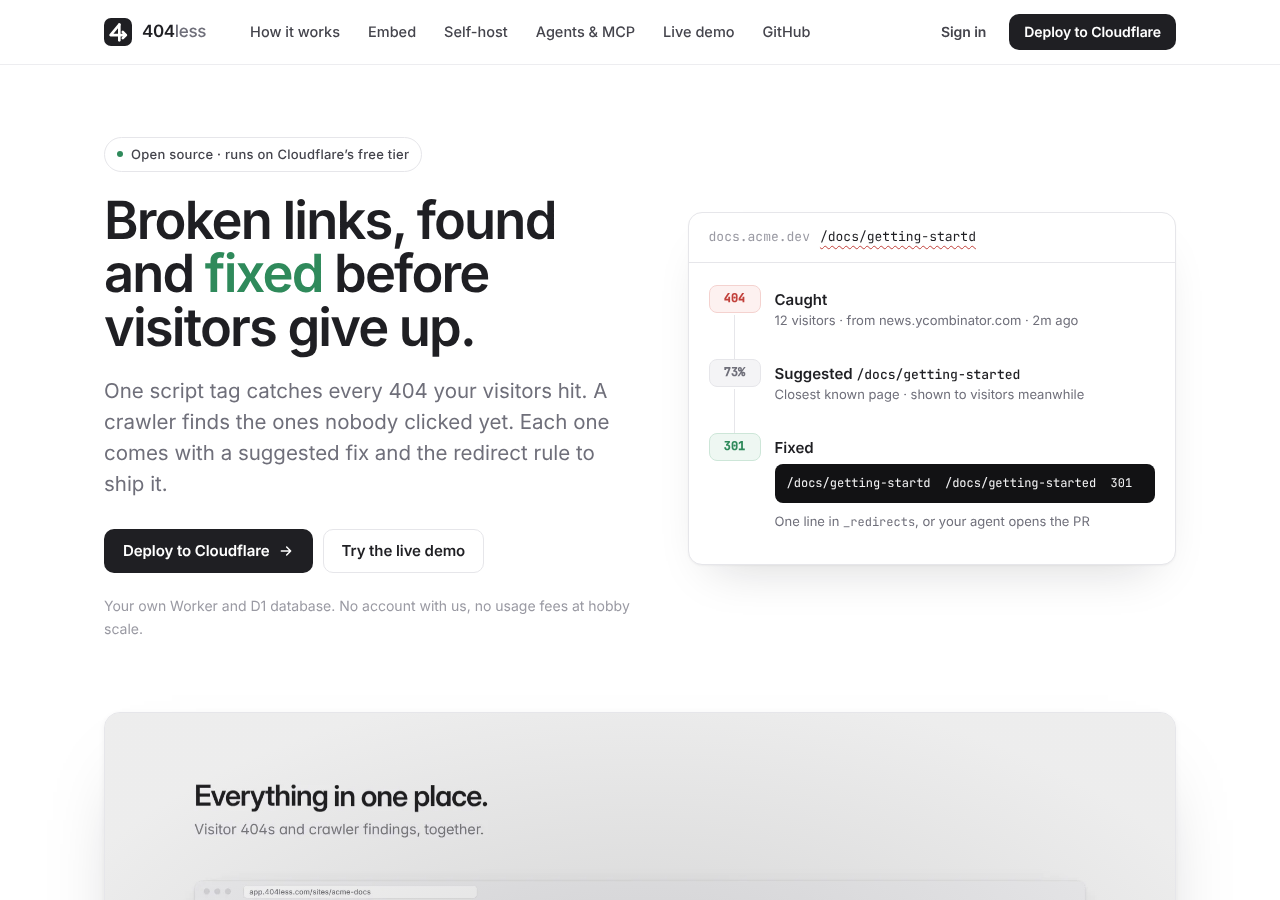 404less
How it works
Embed
Self-host
Agents & MCP
Live demo
GitHub
Sign in
Deploy to Cloudflare
Open source · runs on Cloudflare’s free tier
Broken links, found
and fixed before
visitors give up.
One script tag catches every 404 your visitors hit. A
crawler finds the ones nobody clicked yet. Each one
comes with a suggested fix and the redirect rule to
ship it.
Deploy to Cloudflare →
Try the live demo
Your own Worker and D1 database. No account with us, no usage fees at hobby
scale.
docs.acme.dev /docs/getting-startd
404 Caught
12 visitors · from news.ycombinator.com · 2m ago
73% Suggested /docs/getting-started
Closest known page · shown to visitors meanwhile
301 Fixed
/docs/getting-startd /docs/getting-started 301
One line in _redirects, or your agent opens the PR
Everything in one place.
Visitor 404s and crawler findings, together.
app.404less.com/sites/acme-docs